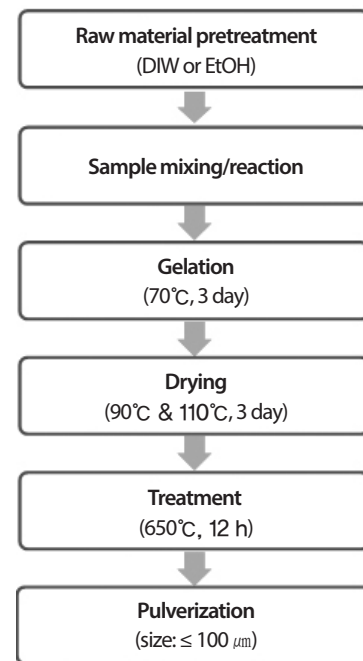 Raw material pretreatment
(DIW or EtOH)
Sample mixing/reaction
Gelation
(70℃, 3 day)
Drying
(90℃ & 110℃, 3 day)
Treatment
(650℃, 12 h)
Pulverization
(size: ≤ 100 ㎛)